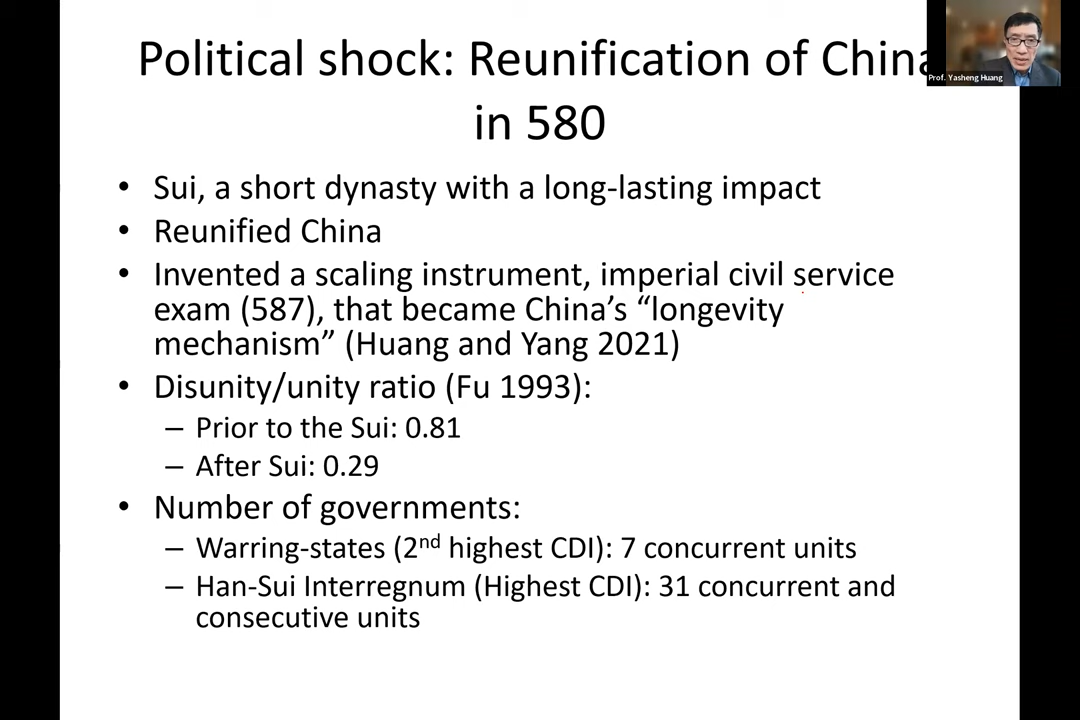 Political shock: Reunification of China
in 580
Prof. Yasheng Huang
• Sui, a short dynasty with a long-lasting impact
• Reunified China
• Invented a scaling instrument, imperial civil service
exam (587), that became China’s “longevity
mechanism” (Huang and Yang 2021)
• Disunity/unity ratio (Fu 1993):
– Prior to the Sui: 0.81
– After Sui: 0.29
• Number of governments:
– Warring-states (2nd highest CDI): 7 concurrent units
– Han-Sui Interregnum (Highest CDI): 31 concurrent and
consecutive units